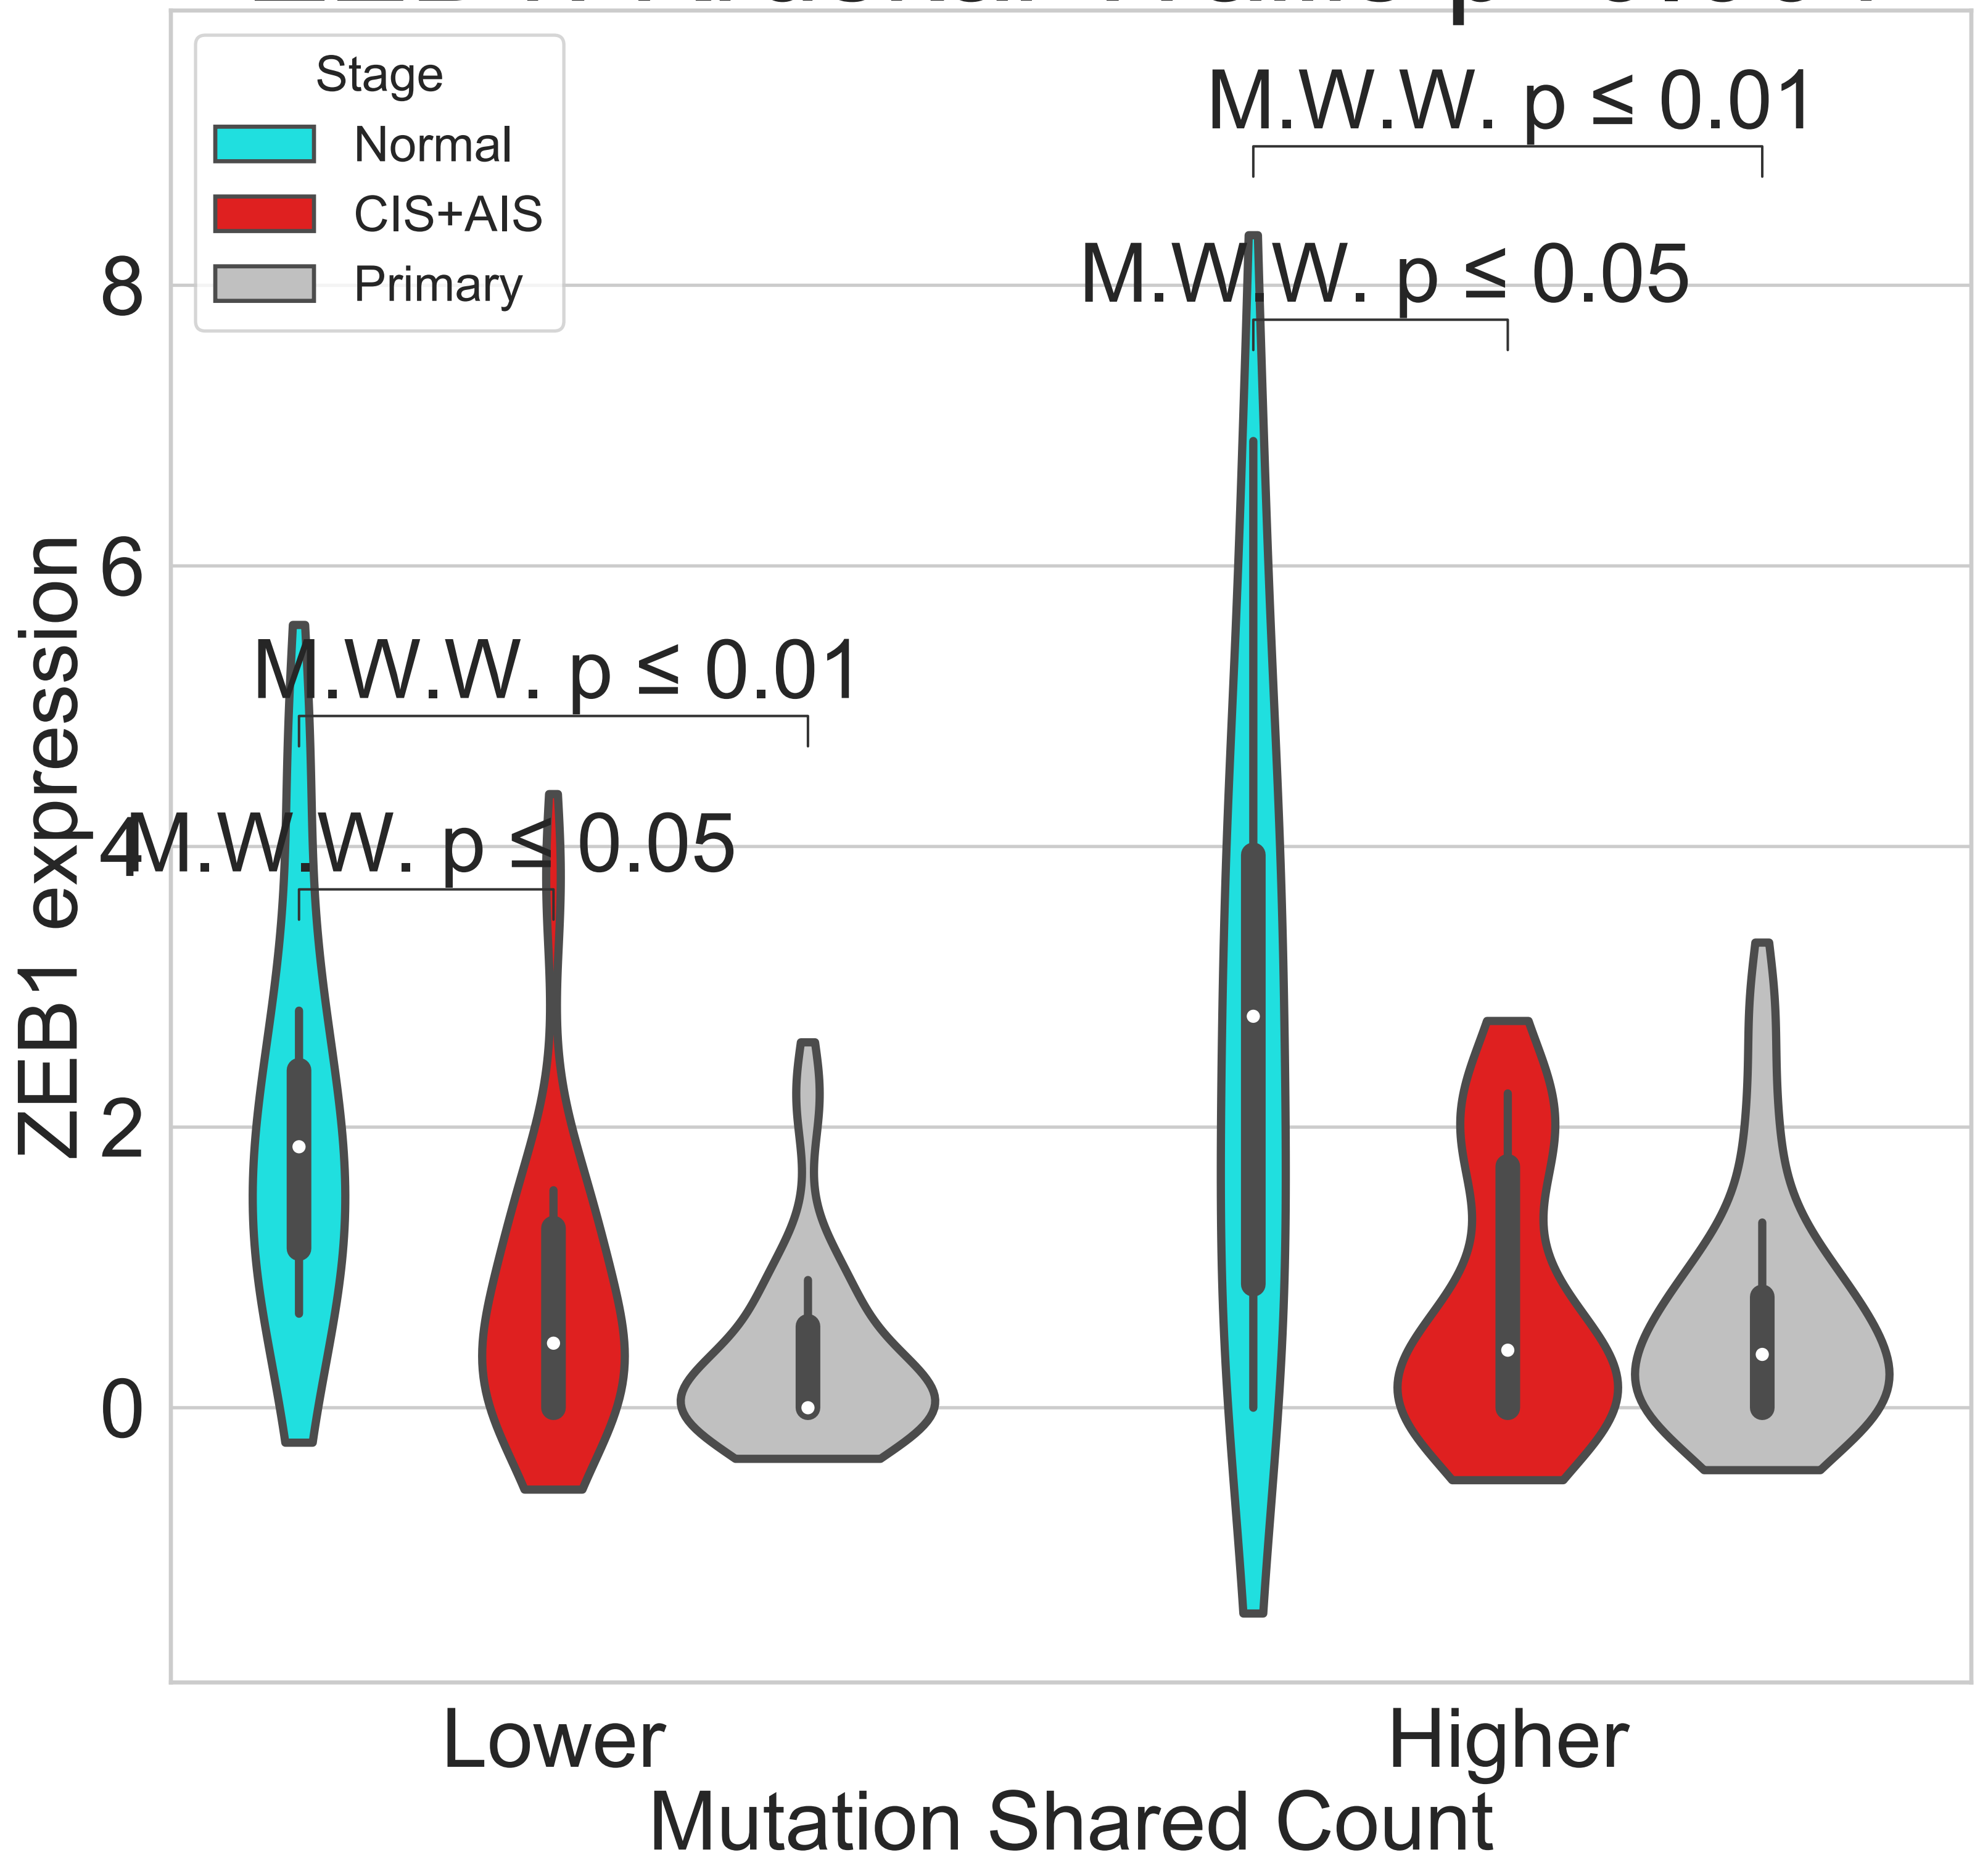 Stage
Normal
CIS+AIS
Primary
M.W.W. p ≤ 0.01
M.W.W. p ≤ 0.05
M.W.W. p ≤ 0.01
M.W.W. p ≤ 0.05
8
6
4
2
0
ZEB1 expression
Lower
Higher
Mutation Shared Count